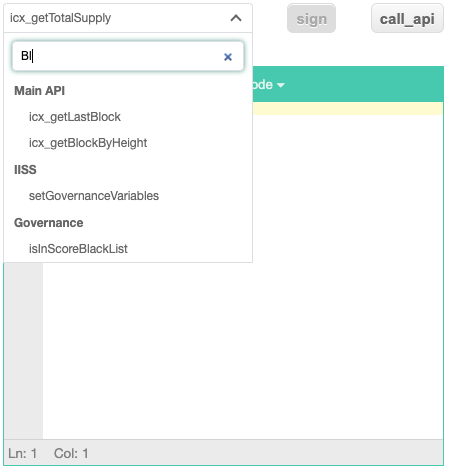 icx_getTotalSupply
sign
call_api
Bl
ode
Main API
icx_getLastBlock
icx_getBlockByHeight
IISS
setGovernanceVariables
Governance
isInScoreBlackList
Ln: 1 Col: 1